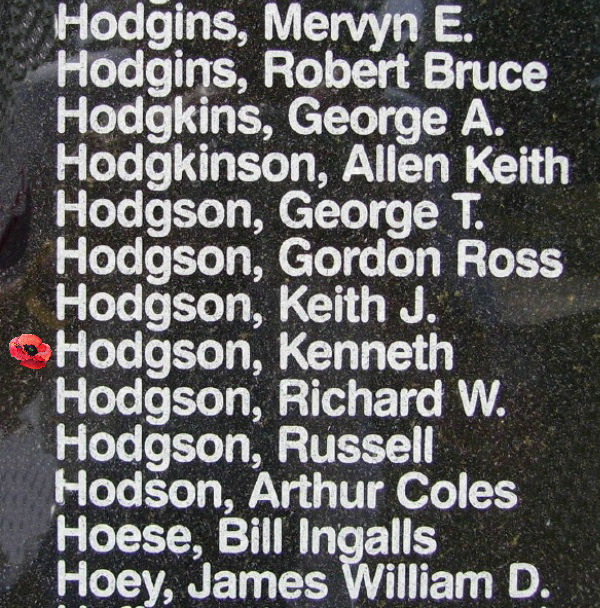 Hodgins, Mervyn E.
Hodgins, Robert Bruce
Hodgkins, George A.
Hodgkinson, Allen Keith
Hodgson, George T.
Hodgson, Gordon Ross
Hodgson, Keith J.
Hodgson, Kenneth
Hodgson, Richard W.
Hodgson, Russell
Hodson, Arthur Coles
Hoese, Bill Ingalls
Hoey, James William D.